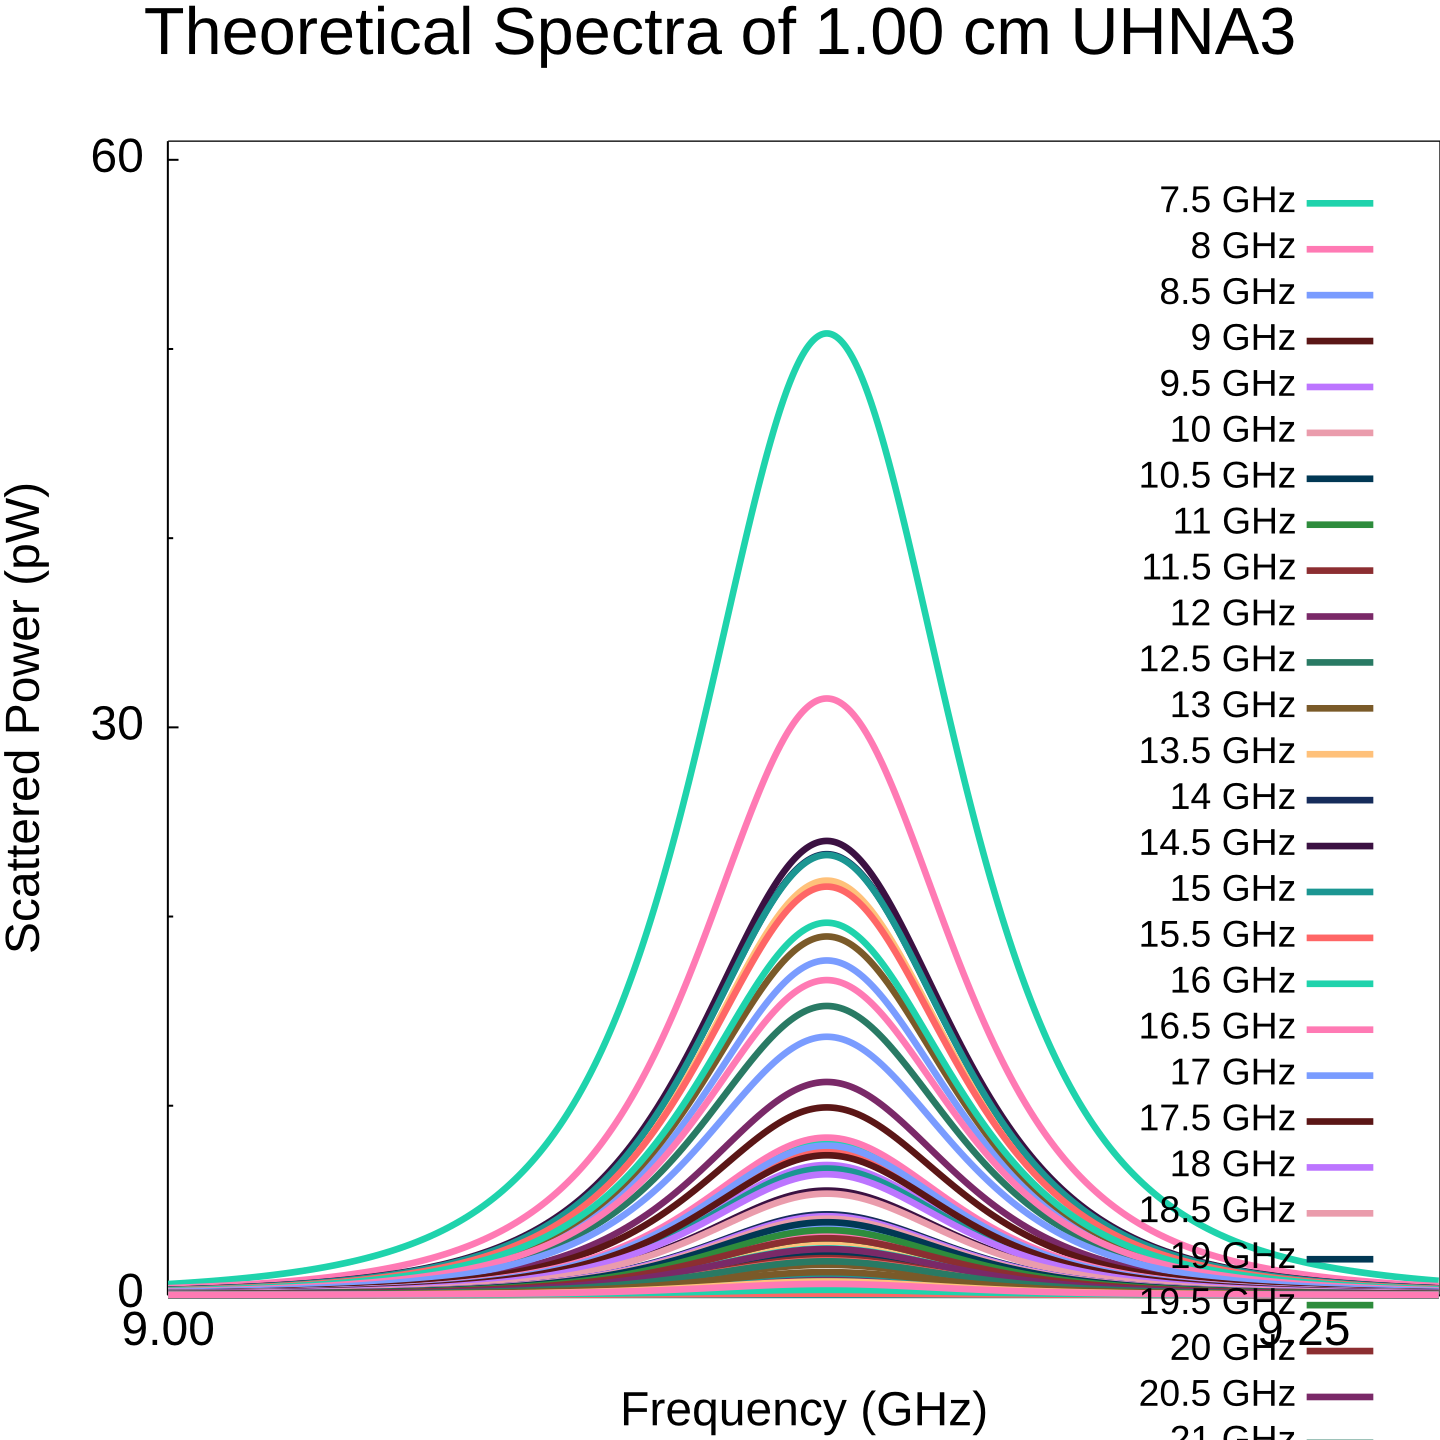 Theoretical Spectra of 1.00 cm UHNA3
60
30
0
Scattered Power (pW)
9.00
9.25
Frequency (GHz)
7.5 GHz
8 GHz
8.5 GHz
9 GHz
9.5 GHz
10 GHz
10.5 GHz
11 GHz
11.5 GHz
12 GHz
12.5 GHz
13 GHz
13.5 GHz
14 GHz
14.5 GHz
15 GHz
15.5 GHz
16 GHz
16.5 GHz
17 GHz
17.5 GHz
18 GHz
18.5 GHz
19 GHz
19.5 GHz
20 GHz
20.5 GHz
21 GHz